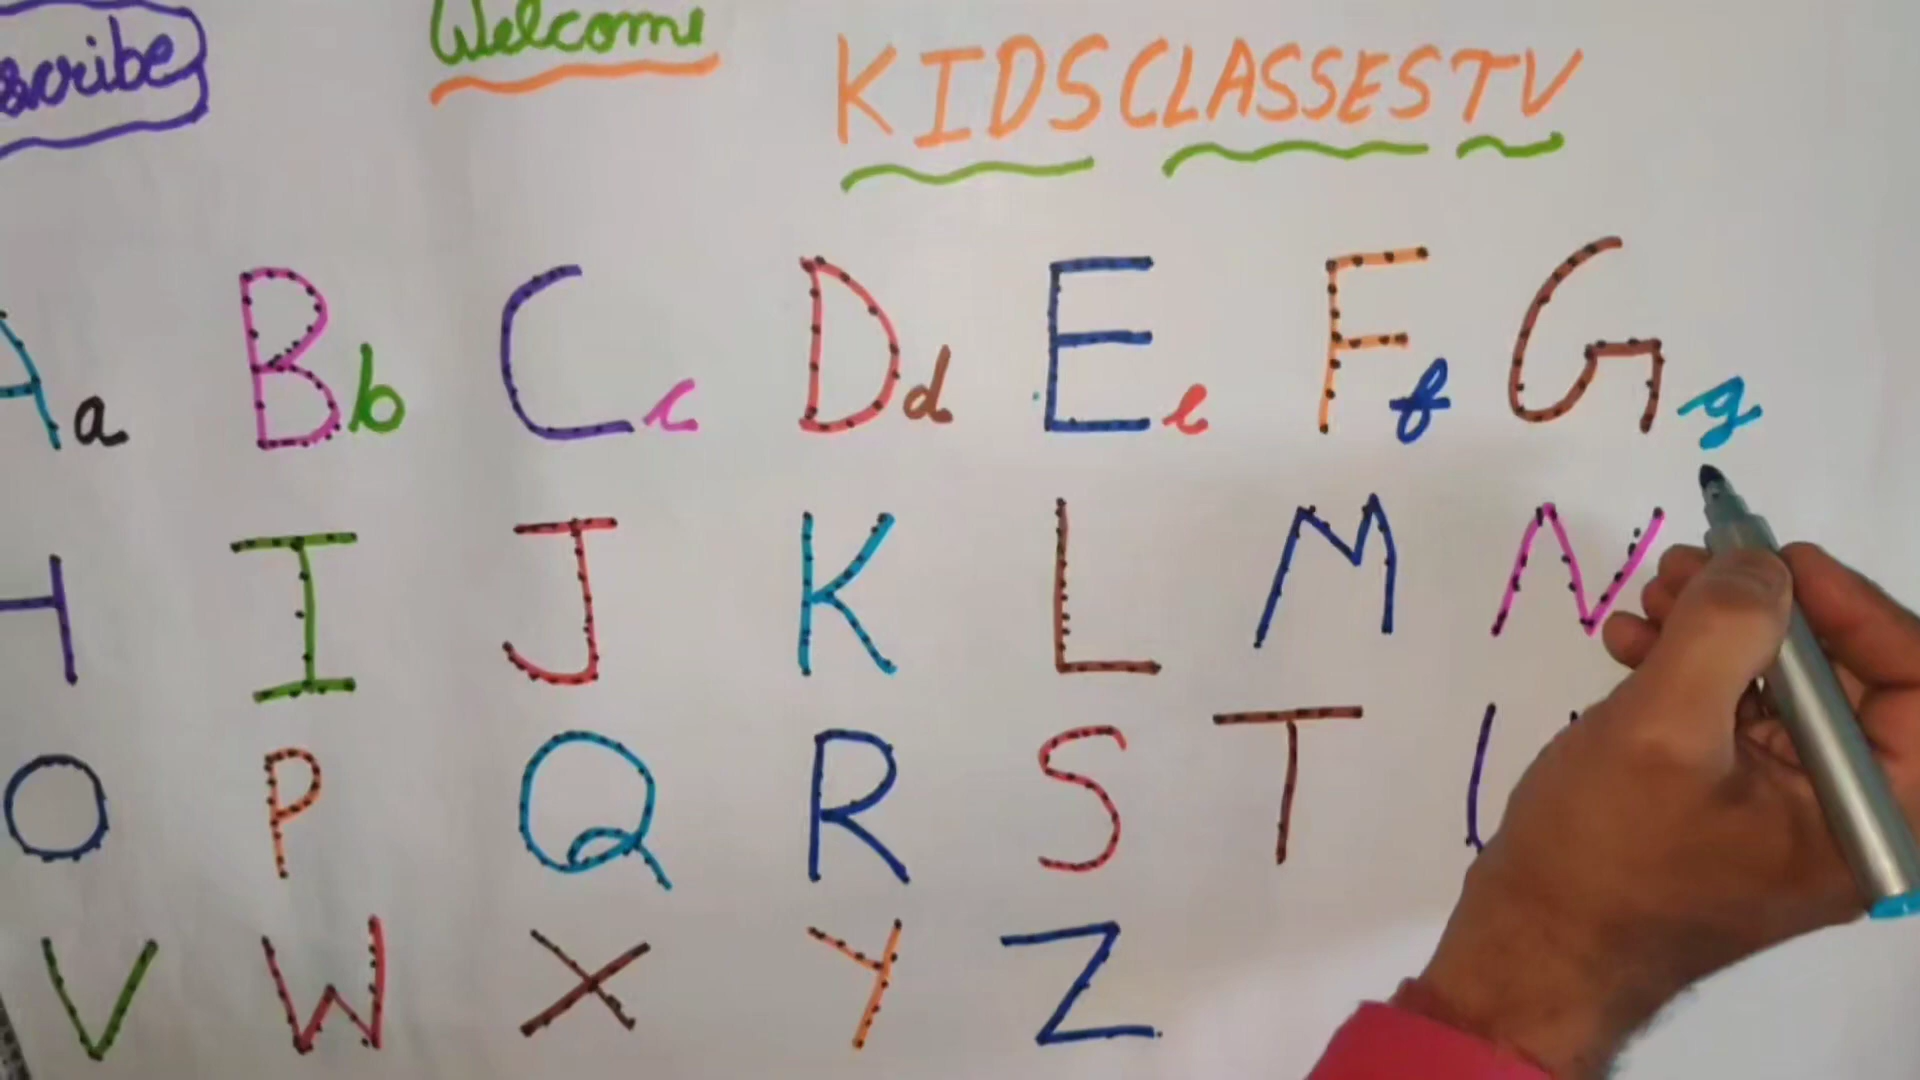 scribe
Welcome
KIDSCLASSESTV
A a B b C c D d E e F f G g
H I J K L M N
O P Q R S T U
V W X Y Z